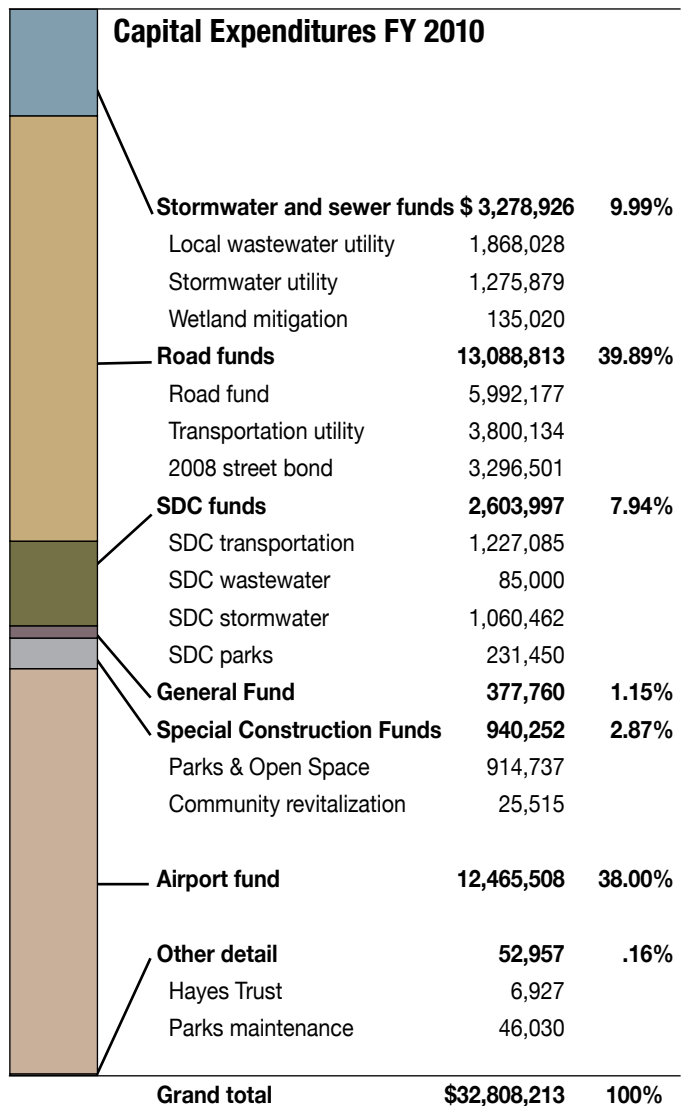 Capital Expenditures FY 2010
Stormwater and sewer funds $ 3,278,926 9.99%
Local wastewater utility 1,868,028
Stormwater utility 1,275,879
Wetland mitigation 135,020
Road funds 13,088,813 39.89%
Road fund 5,992,177
Transportation utility 3,800,134
2008 street bond 3,296,501
SDC funds 2,603,997 7.94%
SDC transportation 1,227,085
SDC wastewater 85,000
SDC stormwater 1,060,462
SDC parks 231,450
General Fund 377,760 1.15%
Special Construction Funds 940,252 2.87%
Parks & Open Space 914,737
Community revitalization 25,515
Airport fund 12,465,508 38.00%
Other detail 52,957 .16%
Hayes Trust 6,927
Parks maintenance 46,030
Grand total $32,808,213 100%